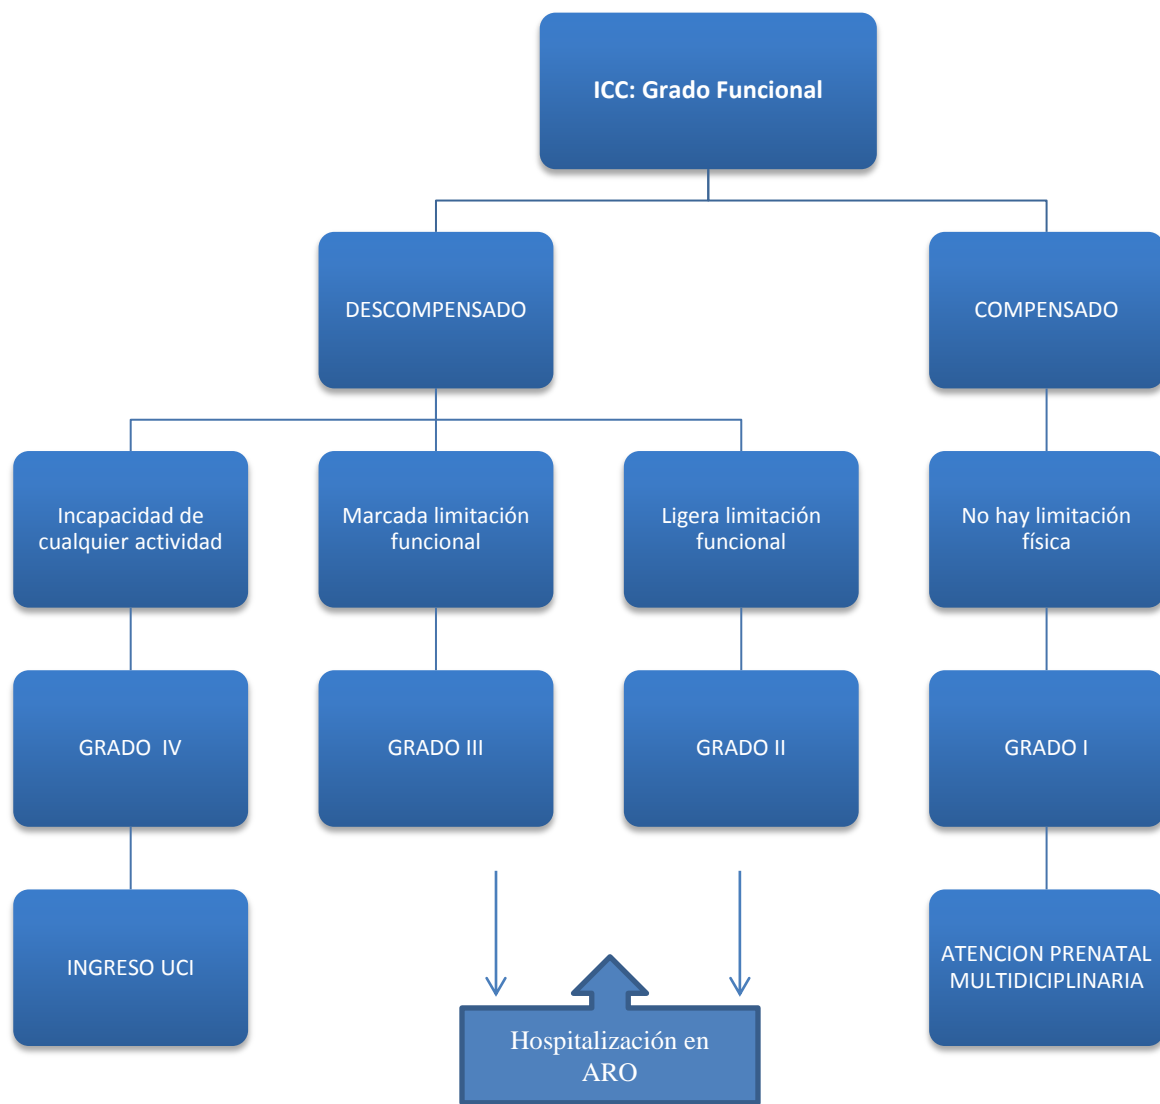 ICC: Grado Funcional
DESCOMPENSADO
COMPENSADO
Incapacidad de
cualquier actividad
Marcada limitación
funcional
Ligera limitación
funcional
No hay limitación
física
GRADO IV
GRADO III
GRADO II
GRADO I
INGRESO UCI
ATENCION PRENATAL
MULTIDICIPLINARIA
Hospitalización en
ARO